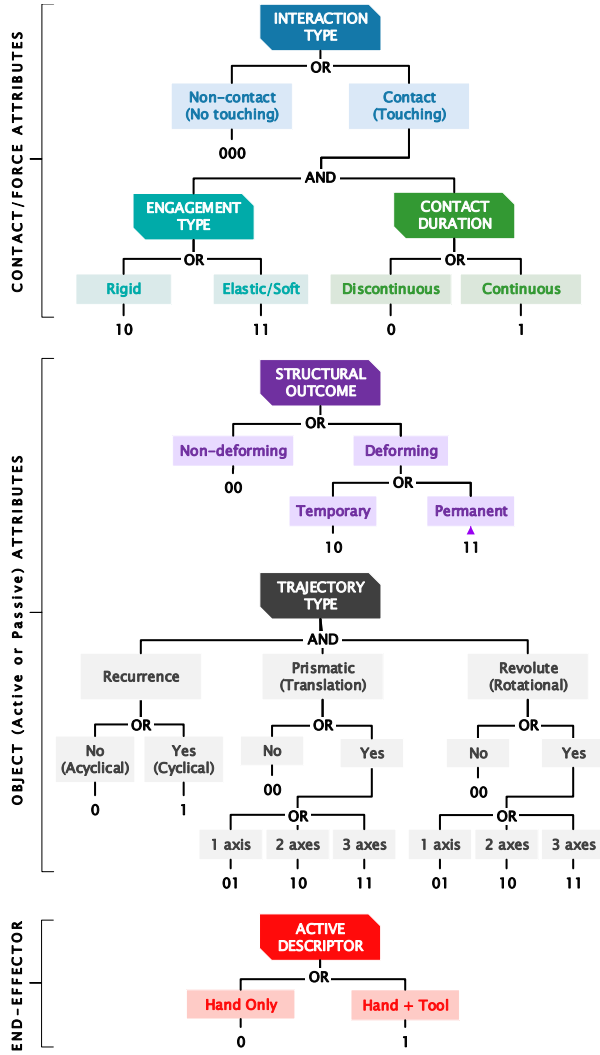 CONTACT/FORCE ATTRIBUTES
INTERACTION
TYPE
OR
Non-contact
(No touching)
Contact
(Touching)
000
AND
ENGAGEMENT
TYPE
CONTACT
DURATION
OR
OR
Rigid
Elastic/Soft
Discontinuous
Continuous
10
11
0
1
OBJECT (Active or Passive) ATTRIBUTES
STRUCTURAL
OUTCOME
OR
Non-deforming
Deforming
00
OR
Temporary
Permanent
10
11
TRAJECTORY
TYPE
AND
Recurrence
Prismatic
(Translation)
Revolute
(Rotational)
OR
OR
OR
No
(Acyclical)
Yes
(Cyclical)
No
Yes
No
Yes
0
1
00
00
OR
OR
1 axis
2 axes
3 axes
1 axis
2 axes
3 axes
01
10
11
01
10
11
END-EFFECTOR
ACTIVE
DESCRIPTOR
OR
Hand Only
Hand + Tool
0
1